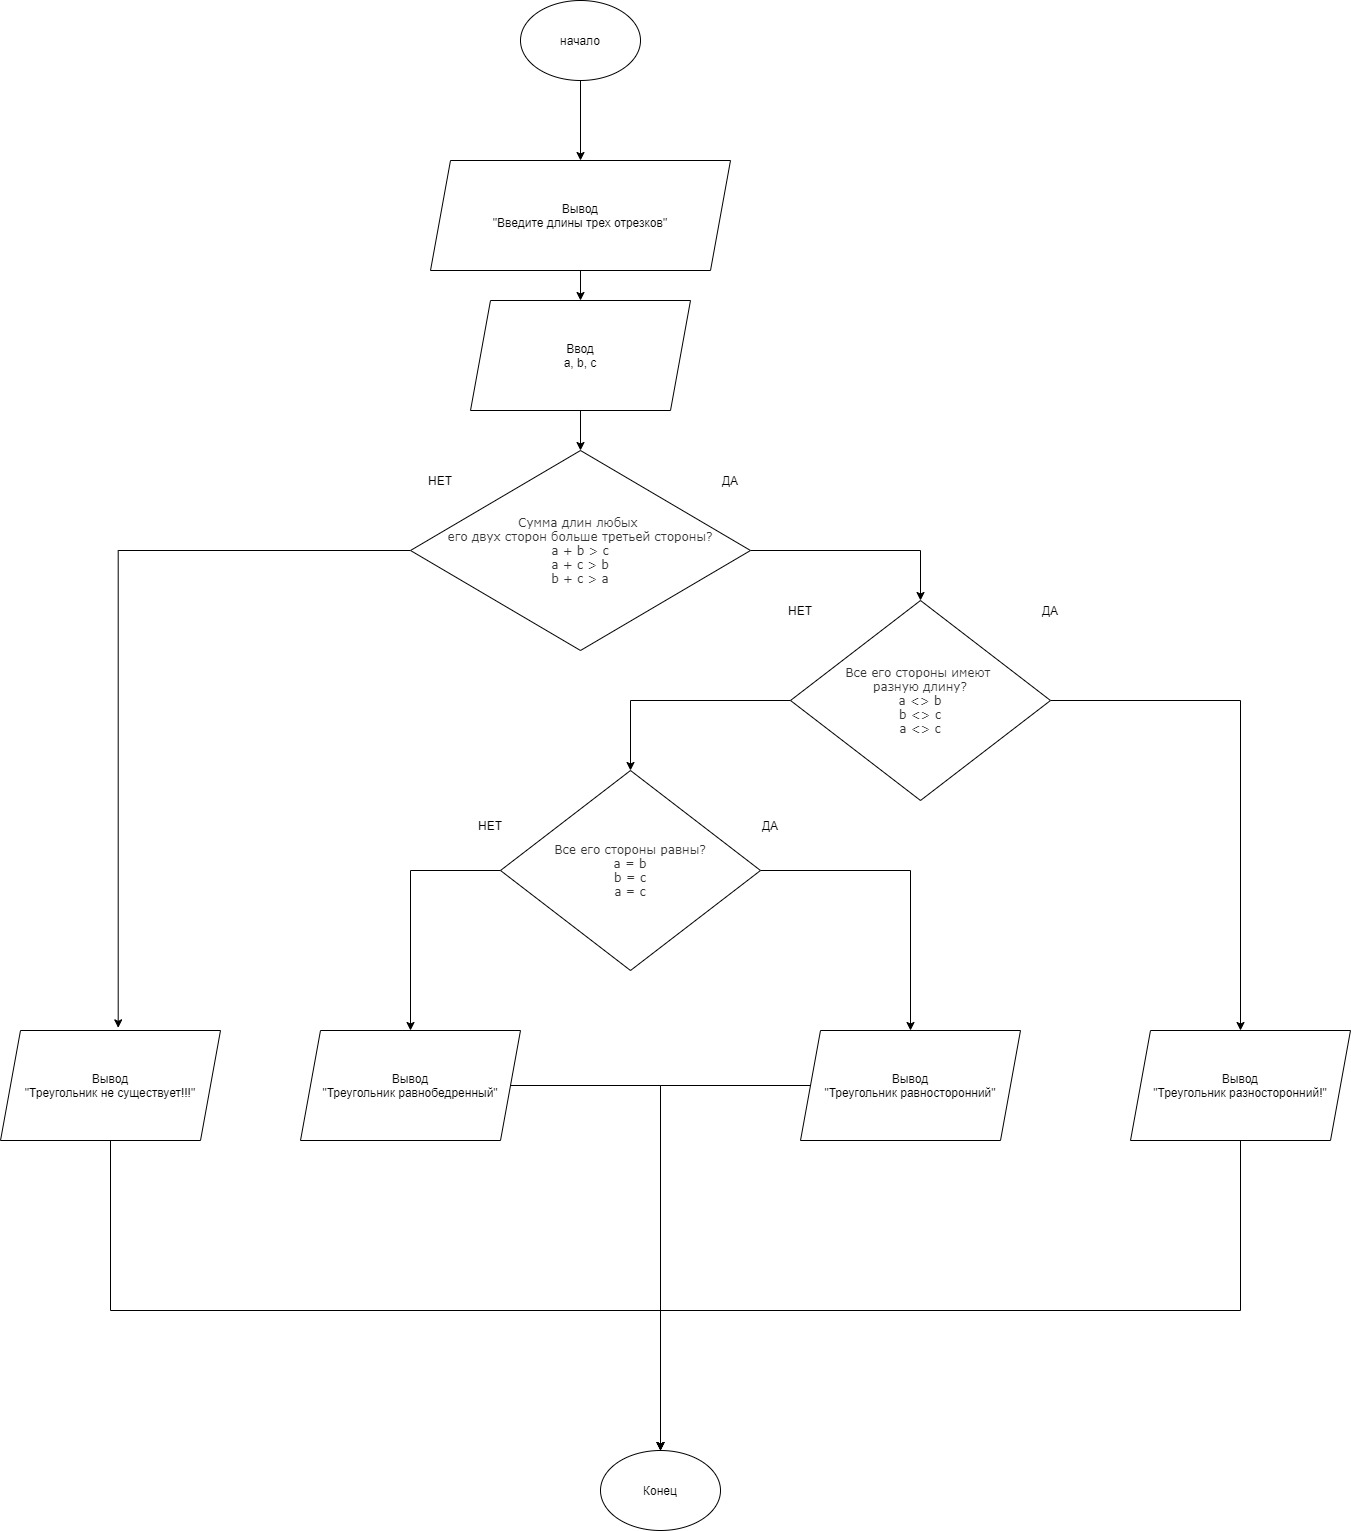 начало
Вывод
"Введите длины трех отрезков"
Ввод
a, b, c
НЕТ
ДА
Сумма длин любых
его двух сторон больше третьей стороны?
a + b > c
a + c > b
b + c > a
НЕТ
ДА
Все его стороны имеют
разную длину?
a <> b
b <> c
a <> c
НЕТ
ДА
Все его стороны равны?
a = b
b = c
a = c
Вывод
"Треугольник не существует!!!"
Вывод
"Треугольник равнобедренный"
Вывод
"Треугольник равносторонний"
Вывод
"Треугольник разносторонний!"
Конец